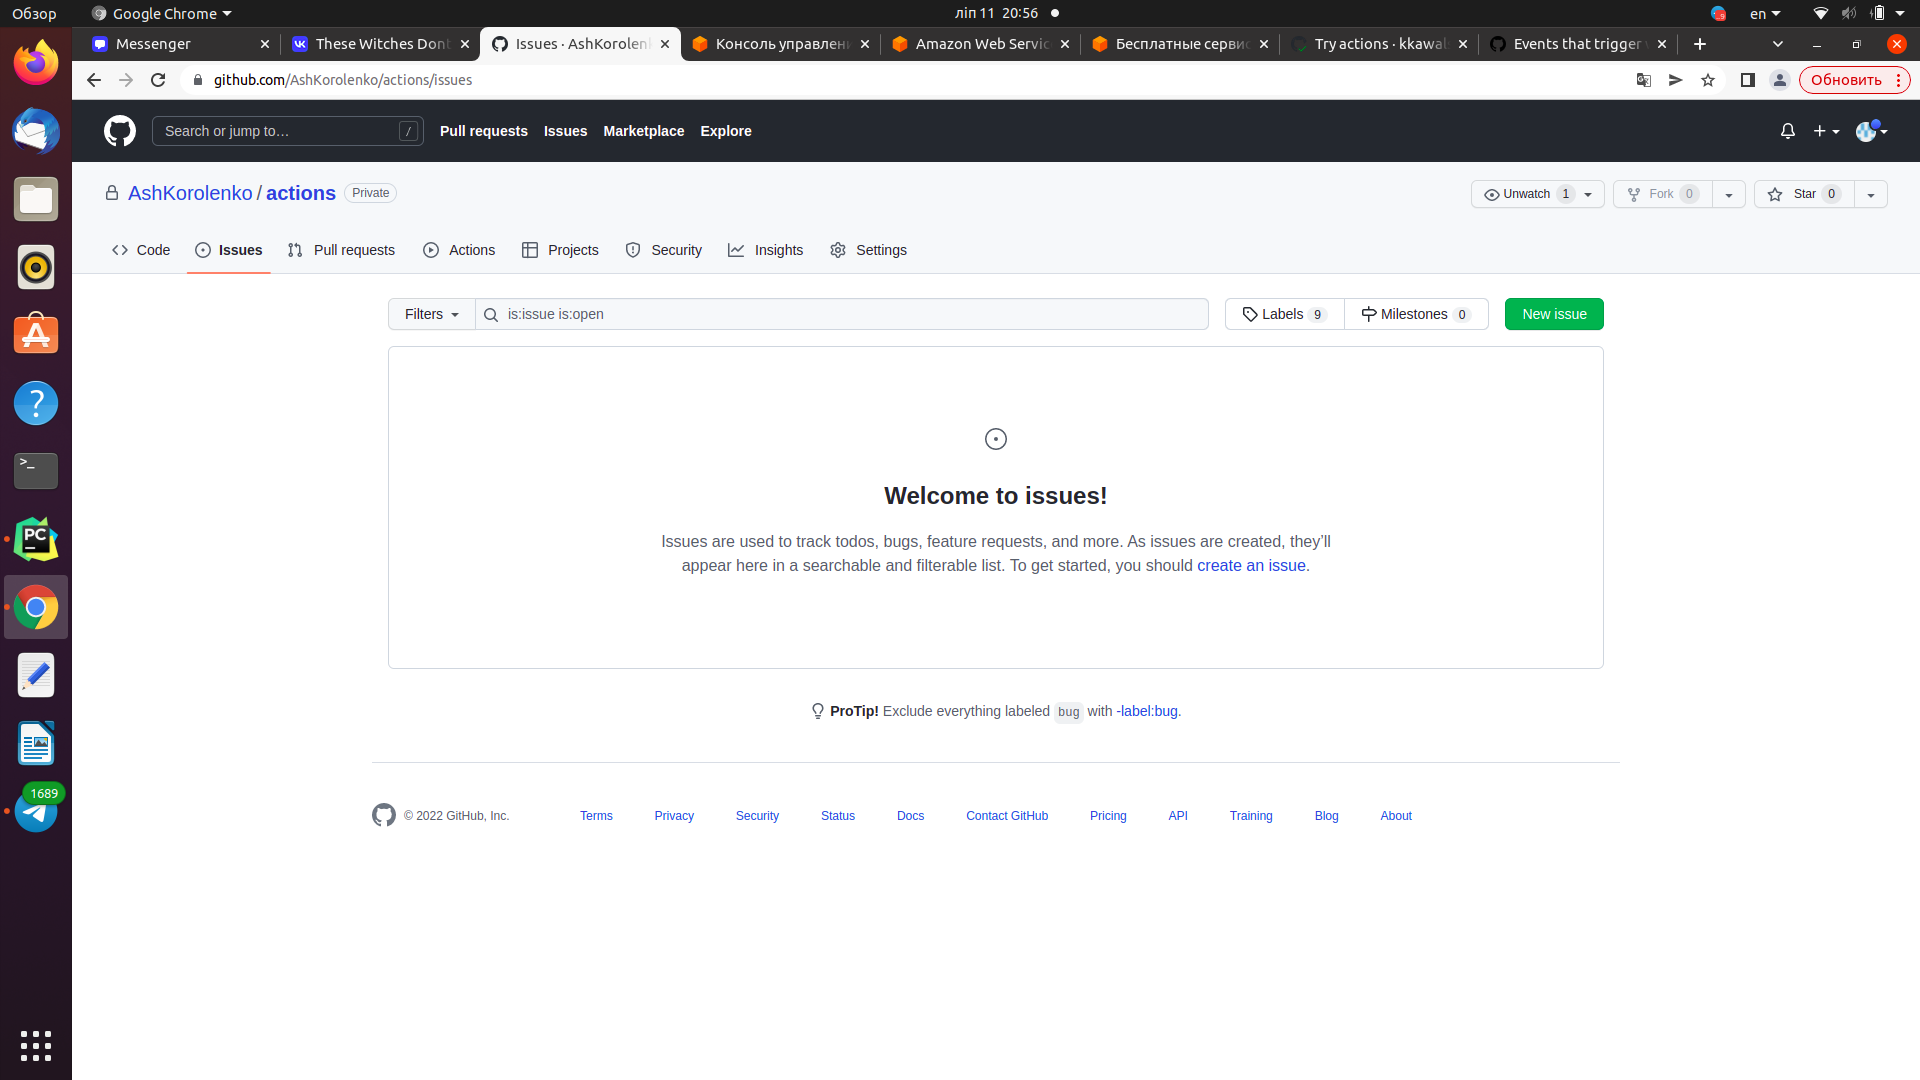 Обзор
Google Chrome
ліп 11 20:56
en
Messenger
These Witches Dont
Issues · AshKorolenk
Консоль управлени
Amazon Web Servic
Бесплатные сервис
Try actions · kkawal
Events that trigger
github.com/AshKorolenko/actions/issues
Обновить
Search or jump to…
/
Pull requests
Issues
Marketplace
Explore
AshKorolenko / actions
Private
Unwatch 1
Fork 0
Star 0
Code
Issues
Pull requests
Actions
Projects
Security
Insights
Settings
Filters
is:issue is:open
Labels 9
Milestones 0
New issue
Welcome to issues!
Issues are used to track todos, bugs, feature requests, and more. As issues are created, they’ll
appear here in a searchable and filterable list. To get started, you should create an issue.
ProTip! Exclude everything labeled bug with -label:bug.
© 2022 GitHub, Inc.
Terms
Privacy
Security
Status
Docs
Contact GitHub
Pricing
API
Training
Blog
About
PC
1689